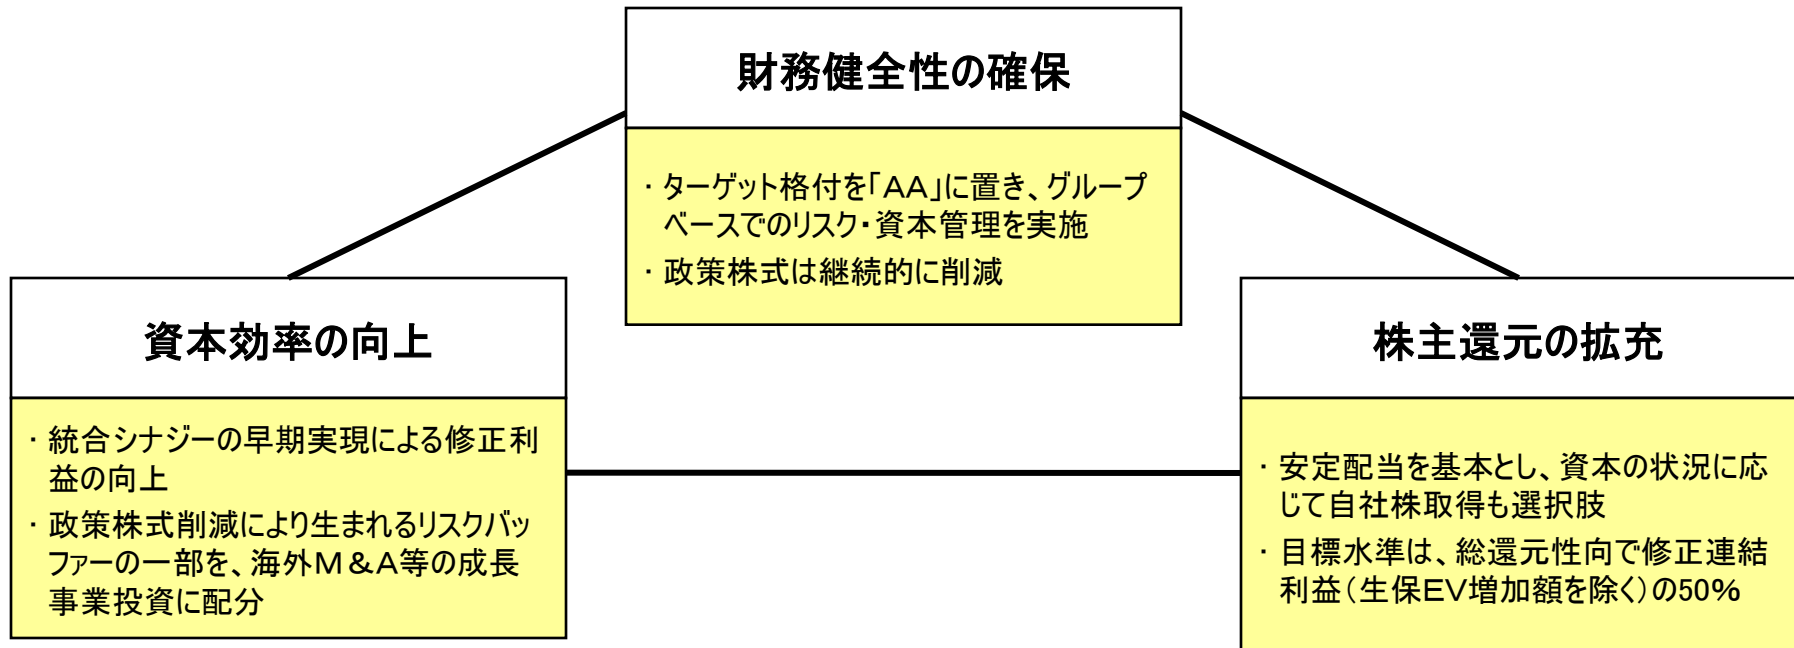 財務健全性の確保
・ターゲット格付を「AA」に置き、グループ
ベースでのリスク・資本管理を実施
・政策株式は継続的に削減
資本効率の向上
・統合シナジーの早期実現による修正利
益の向上
・政策株式削減により生まれるリスクバッ
ファーの一部を、海外M&A等の成長
事業投資に配分
株主還元の拡充
・安定配当を基本とし、資本の状況に応
じて自社株取得も選択肢
・目標水準は、総還元性向で修正連結
利益(生保EV増加額を除く)の50%